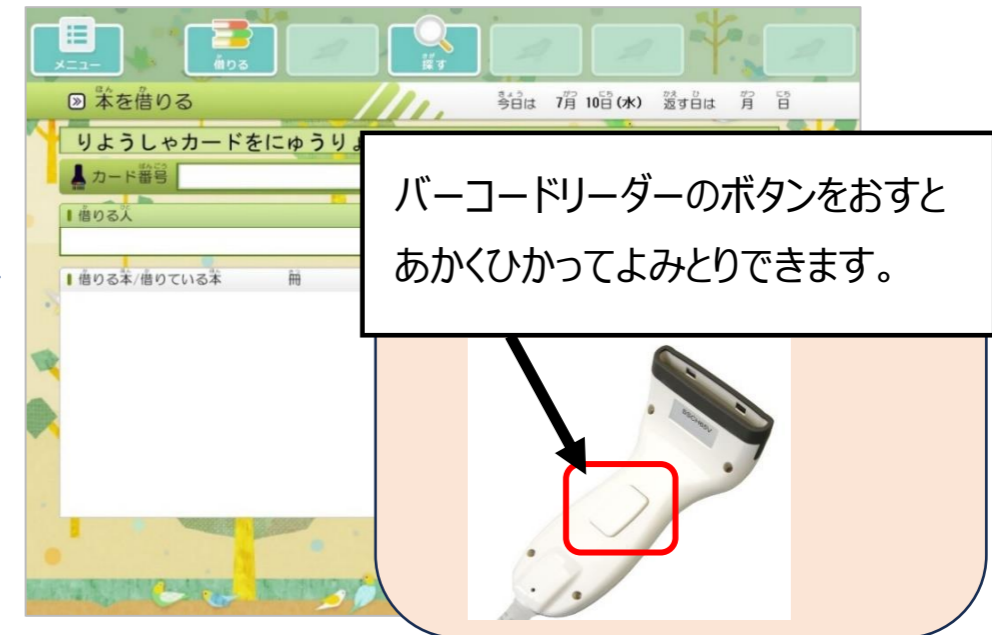 メニュー
借りる
探す
本を借りる
今日は 7月 10日(水) 返す日は 月 日
りようしゃカードをにゅうりょ
カード番号
借りる人
借りる本/借りている本 冊
バーコードリーダーのボタンをおすと
あかくひかってよみとりできます。